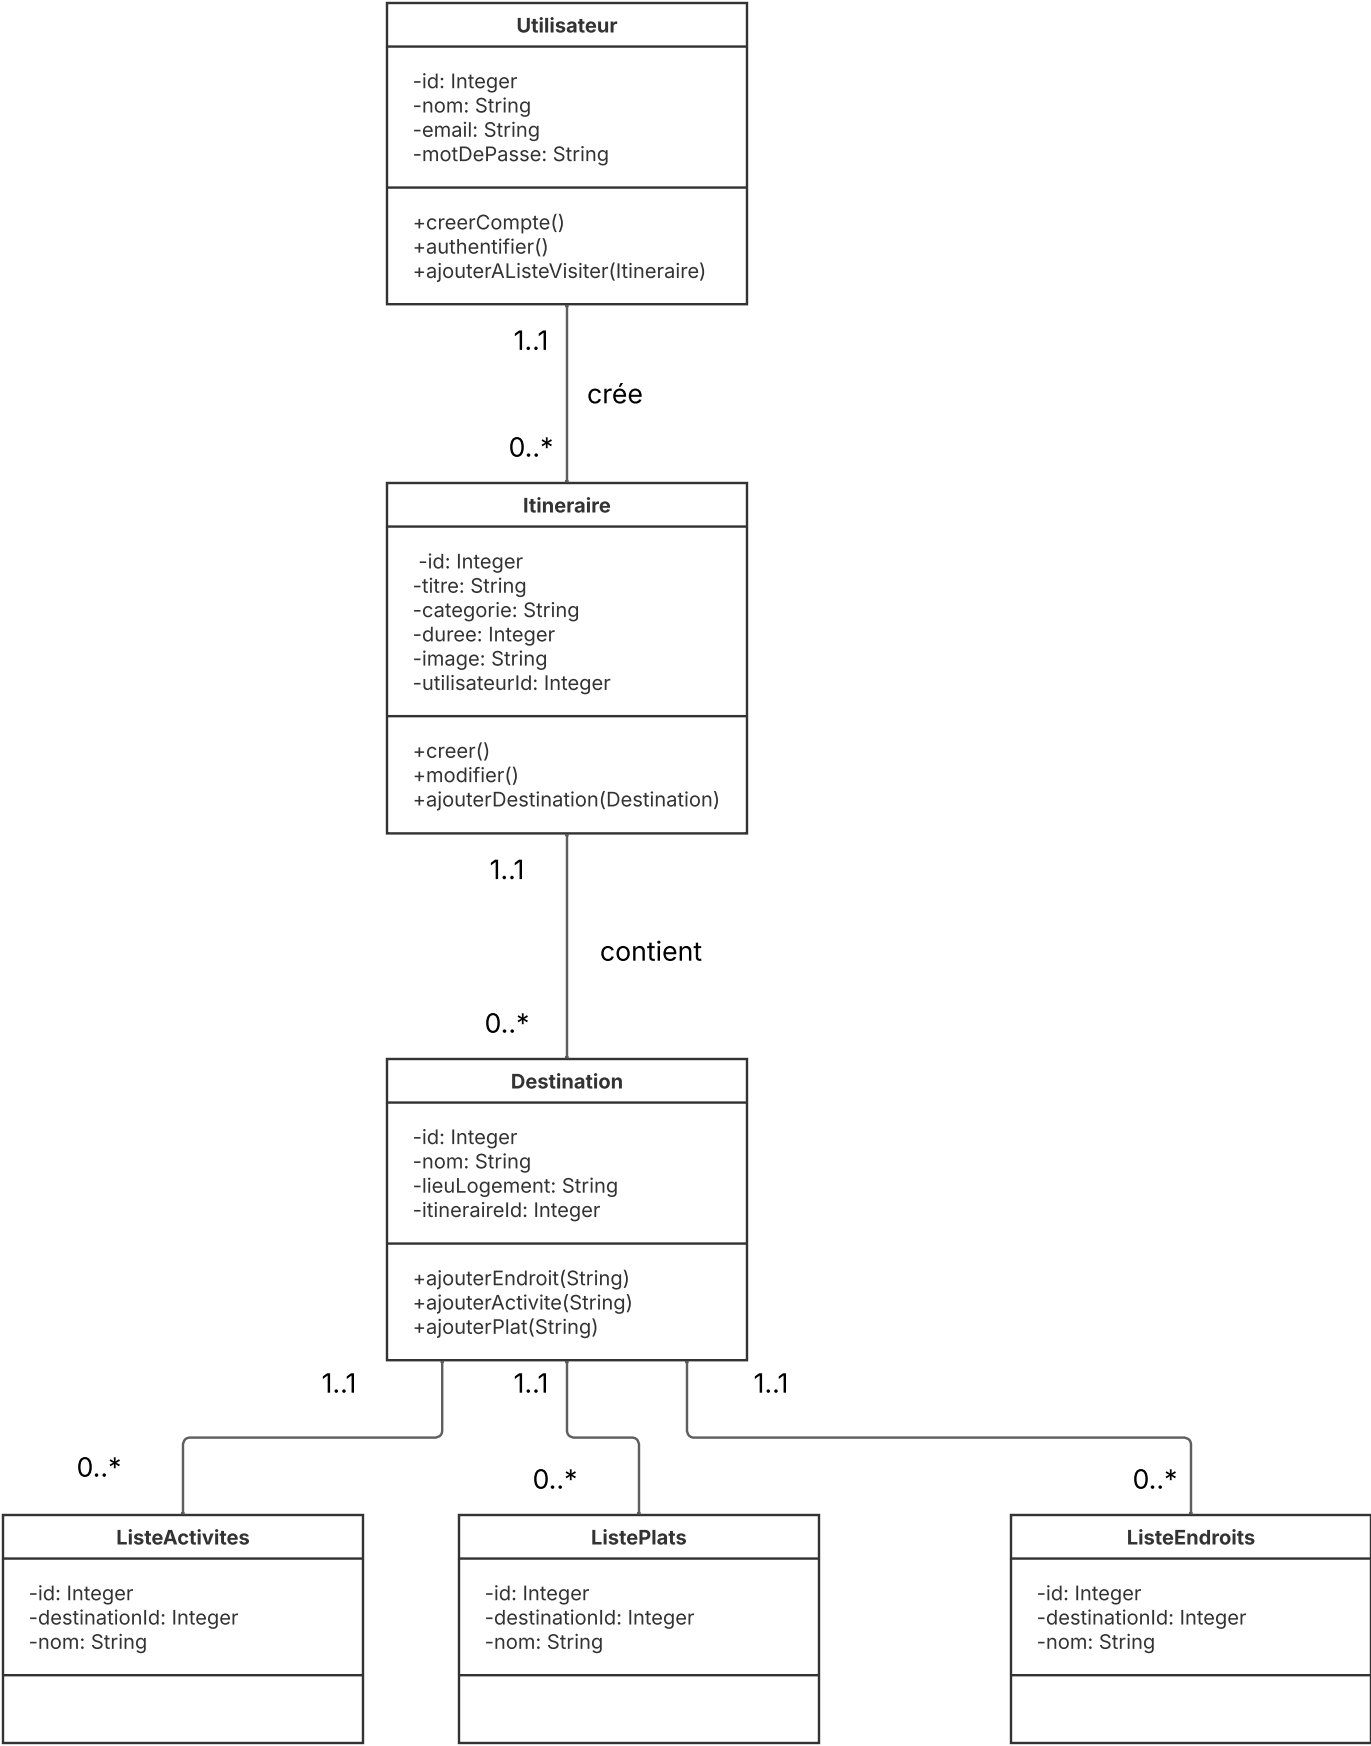 Utilisateur
-id: Integer
-nom: String
-email: String
-motDePasse: String
+creerCompte()
+authentifier()
+ajouterAListeVisiter(Itineraire)
1..1
crée
0..*
Itineraire
-id: Integer
-titre: String
-categorie: String
-duree: Integer
-image: String
-utilisateurId: Integer
+creer()
+modifier()
+ajouterDestination(Destination)
1..1
contient
0..*
Destination
-id: Integer
-nom: String
-lieuLogement: String
-itineraireId: Integer
+ajouterEndroit(String)
+ajouterActivite(String)
+ajouterPlat(String)
1..1
1..1
1..1
0..*
0..*
0..*
ListeActivites
-id: Integer
-destinationId: Integer
-nom: String
ListePlats
-id: Integer
-destinationId: Integer
-nom: String
ListeEndroits
-id: Integer
-destinationId: Integer
-nom: String